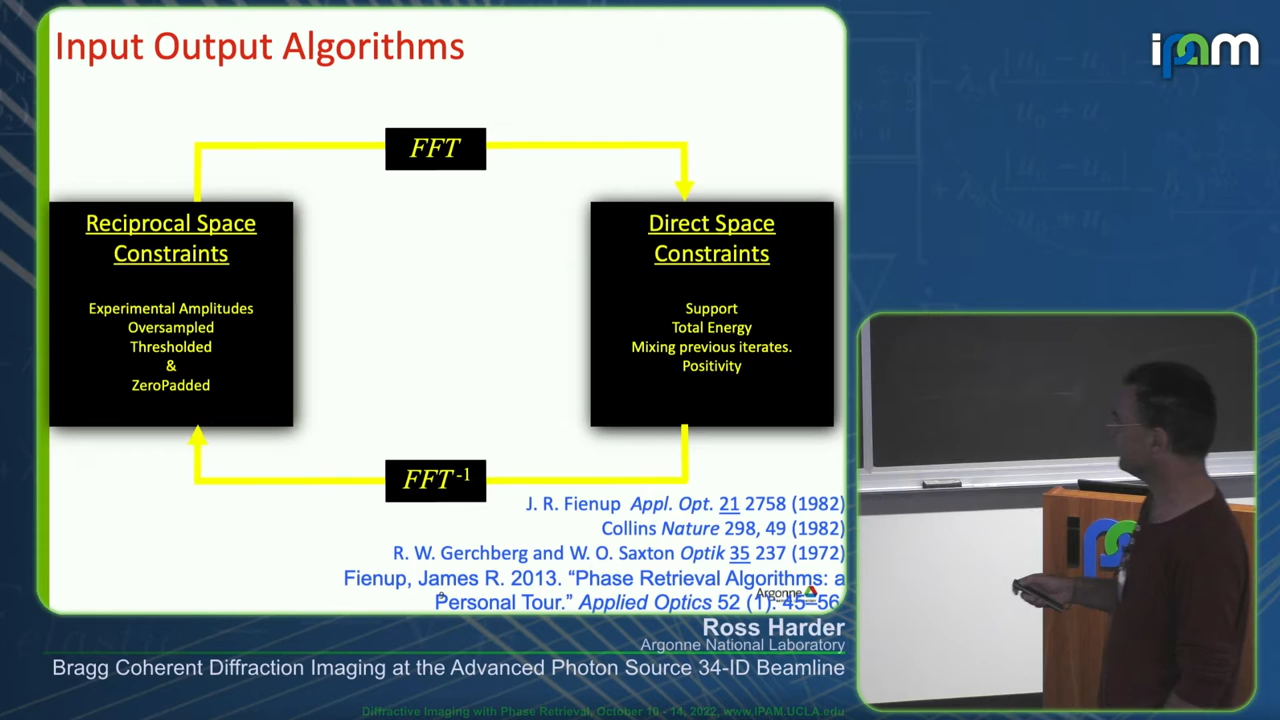 Input Output Algorithms
ipam
FFT
Reciprocal Space
Constraints
Experimental Amplitudes
Oversampled
Thresholded
&
ZeroPadded
Direct Space
Constraints
Support
Total Energy
Mixing previous iterates.
Positivity
FFT⁻¹
J. R. Fienup Appl. Opt. 21 2758 (1982)
Collins Nature 298, 49 (1982)
R. W. Gerchberg and W. O. Saxton Optik 35 237 (1972)
Fienup, James R. 2013. “Phase Retrieval Algorithms: a
Personal Tour.” Applied Optics 52 (1): 45–56.
Argonne
9
Ross Harder
Argonne National Laboratory
Bragg Coherent Diffraction Imaging at the Advanced Photon Source 34-ID Beamline
Diffractive Imaging with Phase Retrieval, October 10 - 14, 2022, www.IPAM.UCLA.edu